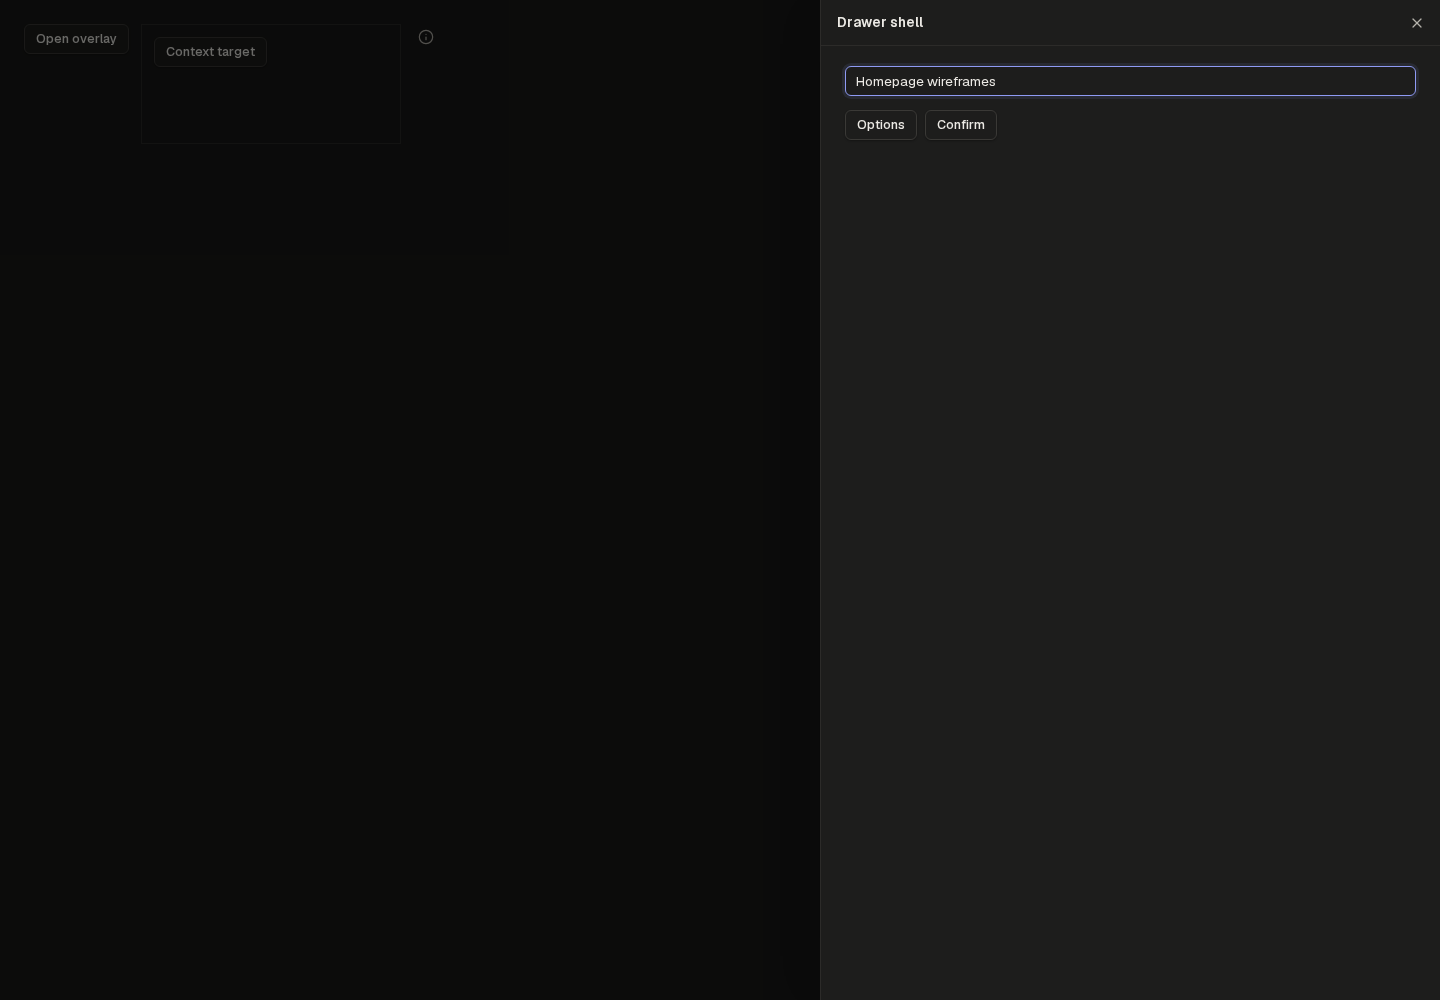 Open overlay
Context target
Drawer shell
Homepage wireframes
Options
Confirm